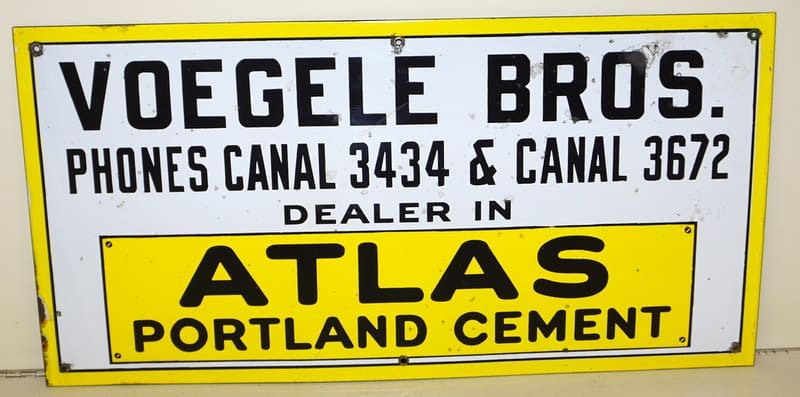 VOEGELE BROS.
PHONES CANAL 3434 & CANAL 3672
DEALER IN
ATLAS
PORTLAND CEMENT